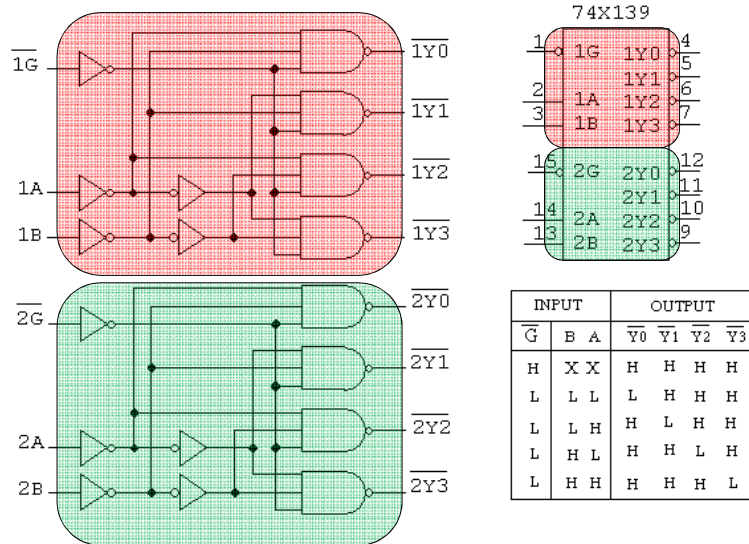 1G
1A
1B
1Y0
1Y1
1Y2
1Y3
2G
2A
2B
2Y0
2Y1
2Y2
2Y3
74X139
1 1G 1Y0 4
1Y1 5
2 1A 1Y2 6
3 1B 1Y3 7
15 2G 2Y0 12
2Y1 11
14 2A 2Y2 10
13 2B 2Y3 9
INPUT OUTPUT
G B A Y0 Y1 Y2 Y3
H X X H H H H
L L L L H H H
L L H H L H H
L H L H H L H
L H H H H H L